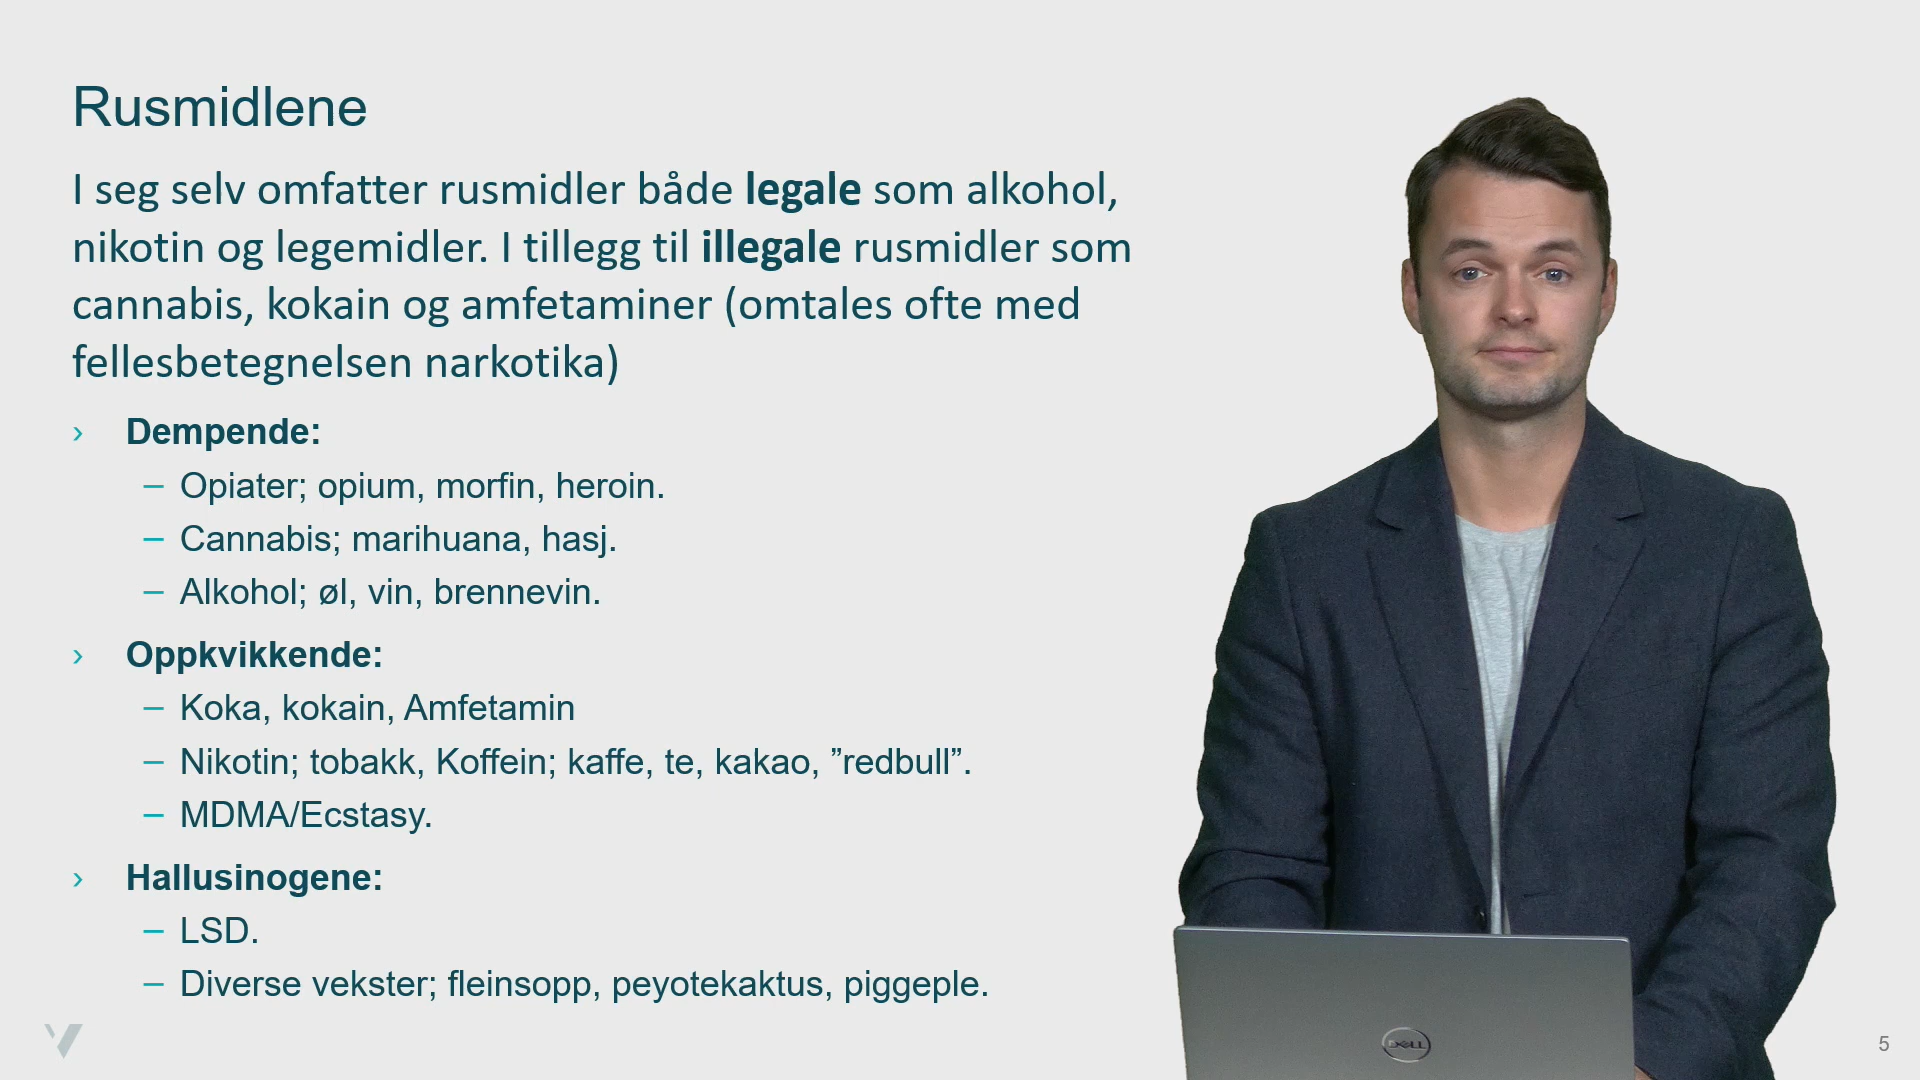 Rusmidlene
I seg selv omfatter rusmidler både legale som alkohol,
nikotin og legemidler. I tillegg til illegale rusmidler som
cannabis, kokain og amfetaminer (omtales ofte med
fellesbetegnelsen narkotika)
› Dempende:
– Opiater; opium, morfin, heroin.
– Cannabis; marihuana, hasj.
– Alkohol; øl, vin, brennevin.
› Oppkvikkende:
– Koka, kokain, Amfetamin
– Nikotin; tobakk, Koffein; kaffe, te, kakao, ”redbull”.
– MDMA/Ecstasy.
› Hallusinogene:
– LSD.
– Diverse vekster; fleinsopp, peyotekaktus, piggeple.
DELL
5